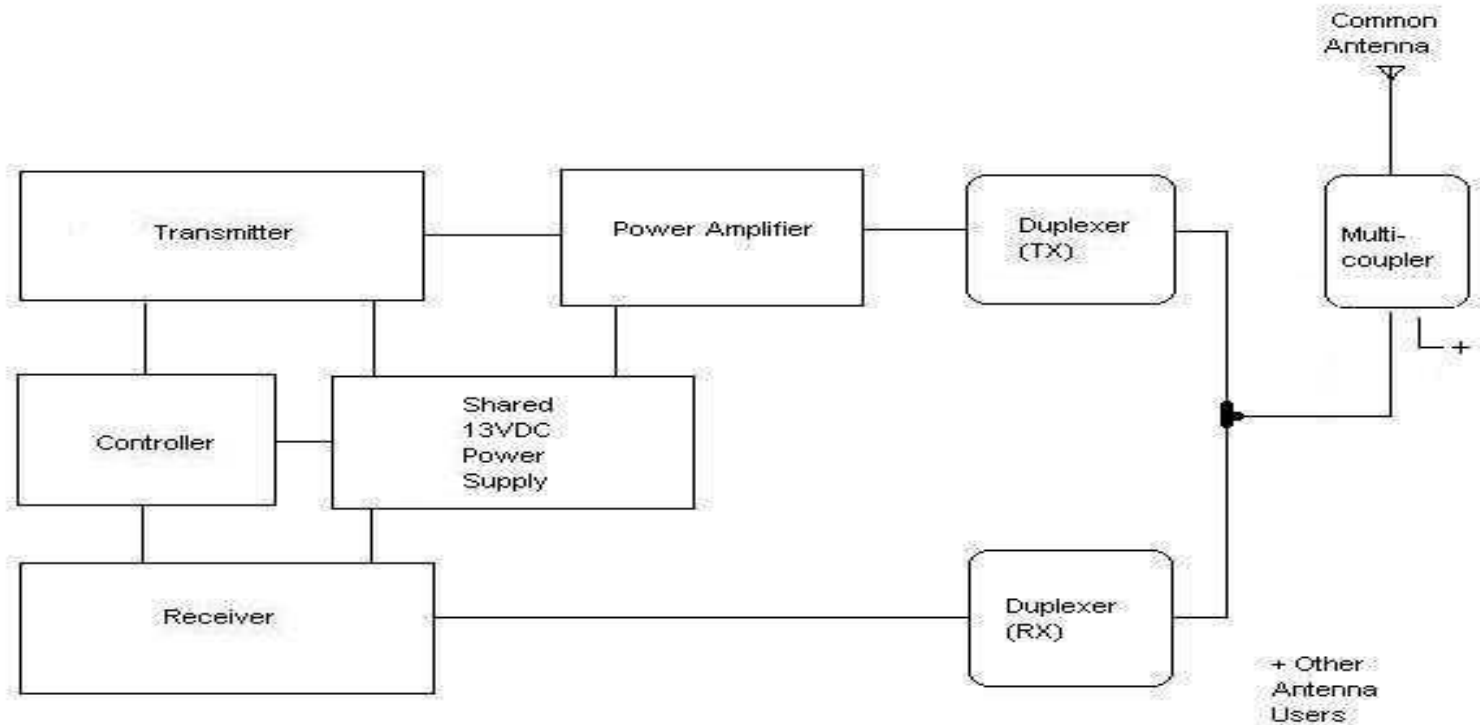 Common
Antenna
Transmitter
Power Amplifier
Duplexer
(TX)
Multi-
coupler
+
Controller
Shared
13VDC
Power
Supply
Receiver
Duplexer
(RX)
+ Other
Antenna
Users